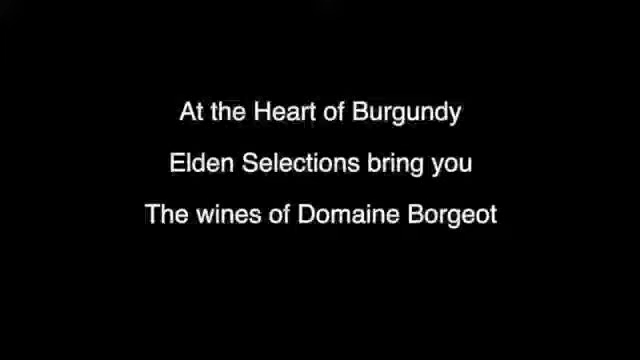 At the Heart of Burgundy
Elden Selections bring you
The wines of Domaine Borgeot